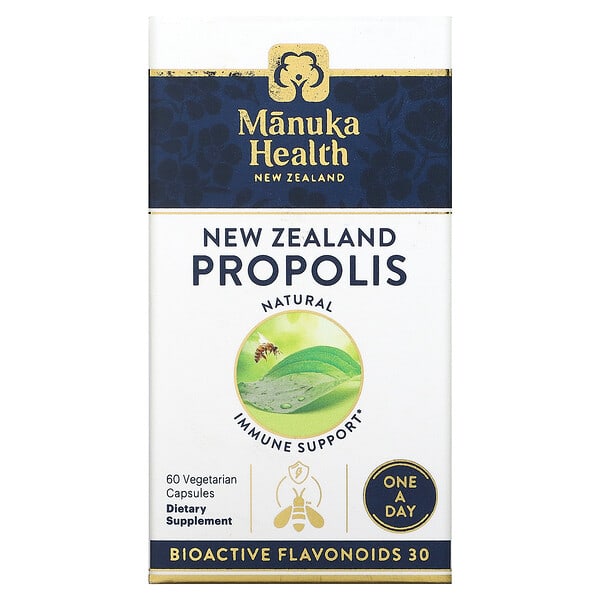 Mānuka
Health
NEW ZEALAND
NEW ZEALAND
PROPOLIS
NATURAL
IMMUNE SUPPORT*
60 Vegetarian
Capsules
Dietary
Supplement
ONE
A
DAY
BIOACTIVE FLAVONOIDS 30